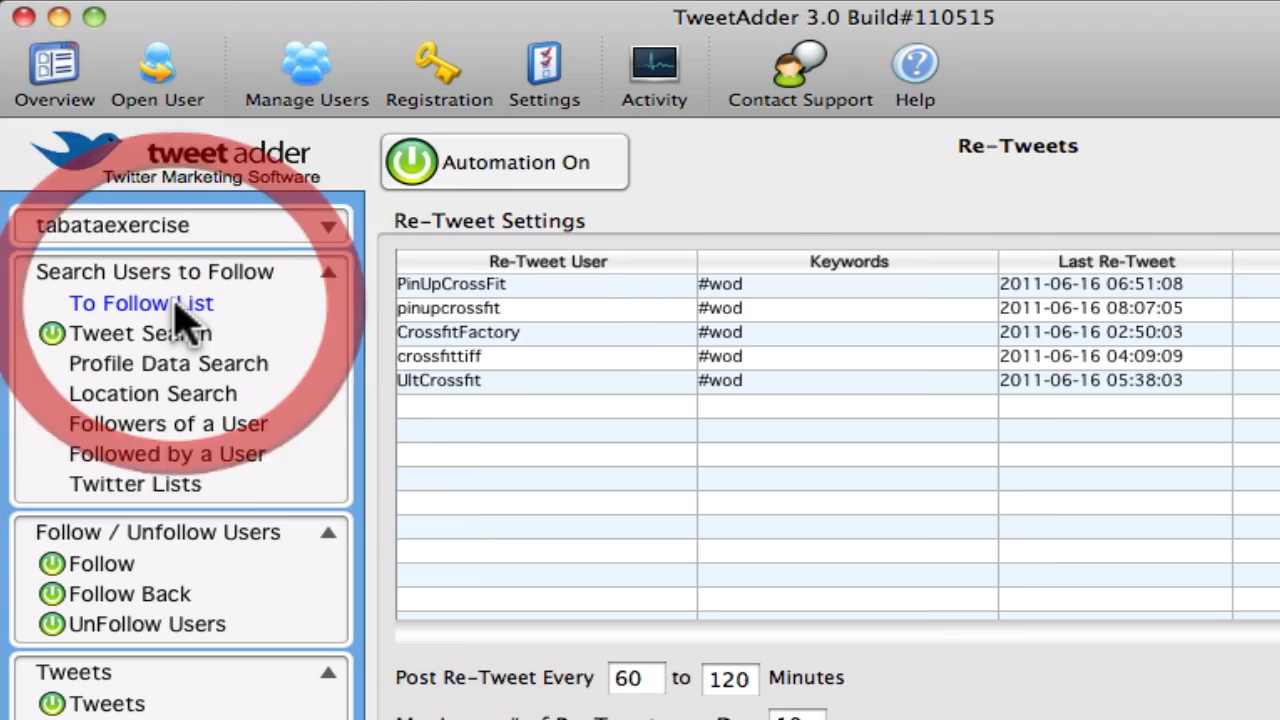 TweetAdder 3.0 Build#110515
Overview Open User Manage Users Registration Settings Activity Contact Support Help
tweet adder
Twitter Marketing Software
Automation On
Re-Tweets
tabataexercise
Search Users to Follow
To Follow List
Tweet Search
Profile Data Search
Location Search
Followers of a User
Followed by a User
Twitter Lists
Follow / Unfollow Users
Follow
Follow Back
UnFollow Users
Tweets
Tweets
Re-Tweet Settings
Re-Tweet User Keywords Last Re-Tweet
PinUpCrossFit #wod 2011-06-16 06:51:08
pinupcrossfit #wod 2011-06-16 08:07:05
CrossfitFactory #wod 2011-06-16 02:50:03
crossfittiff #wod 2011-06-16 04:09:09
UltCrossfit #wod 2011-06-16 05:38:03
Post Re-Tweet Every 60 to 120 Minutes